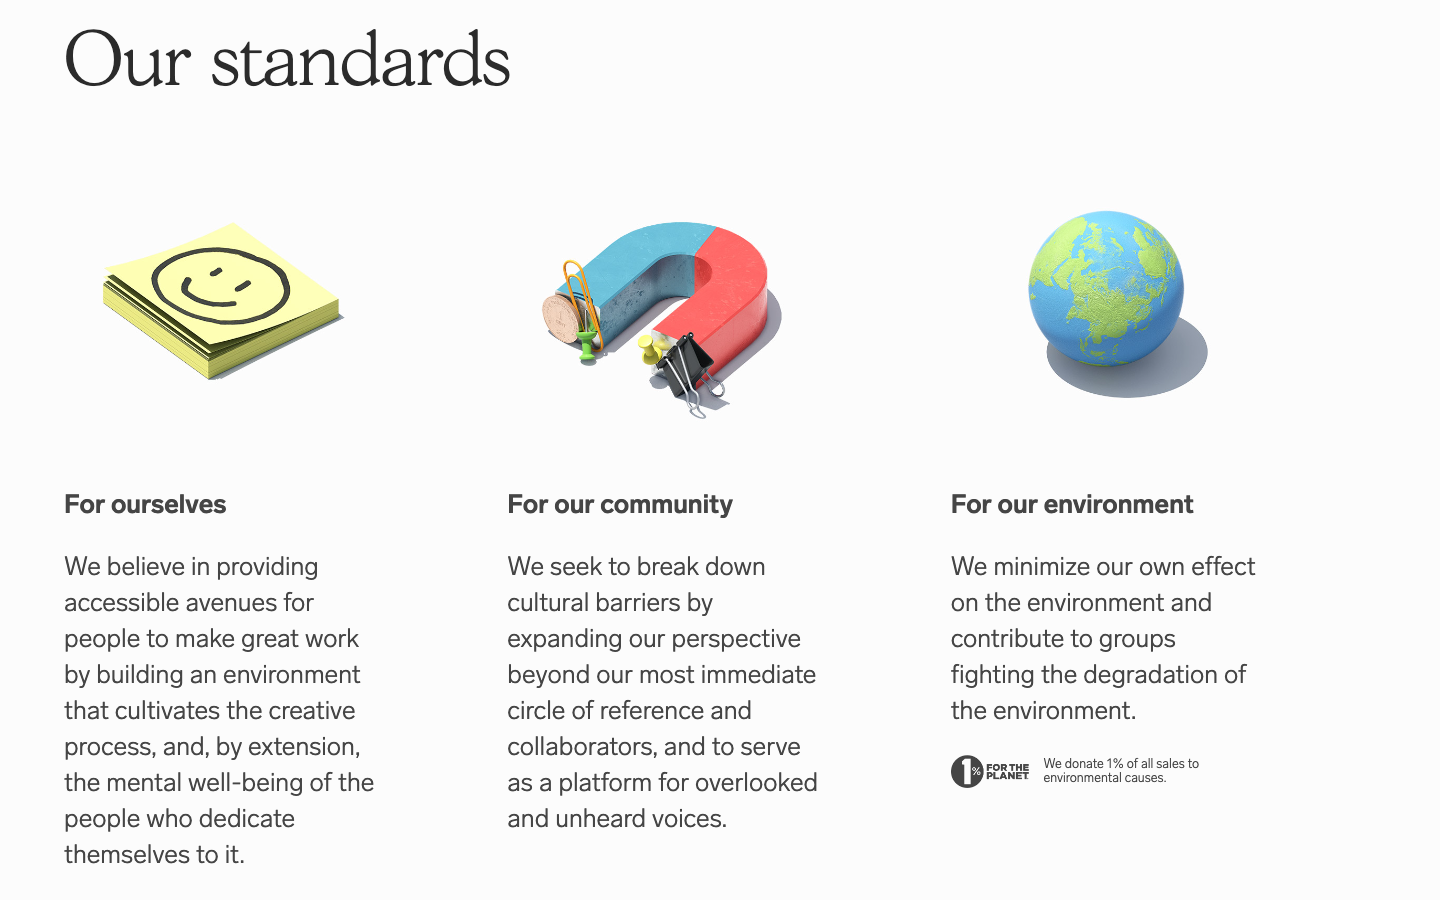 Our standards
For ourselves
We believe in providing
accessible avenues for
people to make great work
by building an environment
that cultivates the creative
process, and, by extension,
the mental well-being of the
people who dedicate
themselves to it.
For our community
We seek to break down
cultural barriers by
expanding our perspective
beyond our most immediate
circle of reference and
collaborators, and to serve
as a platform for overlooked
and unheard voices.
For our environment
We minimize our own effect
on the environment and
contribute to groups
fighting the degradation of
the environment.
1%
FOR THE
PLANET
We donate 1% of all sales to
environmental causes.